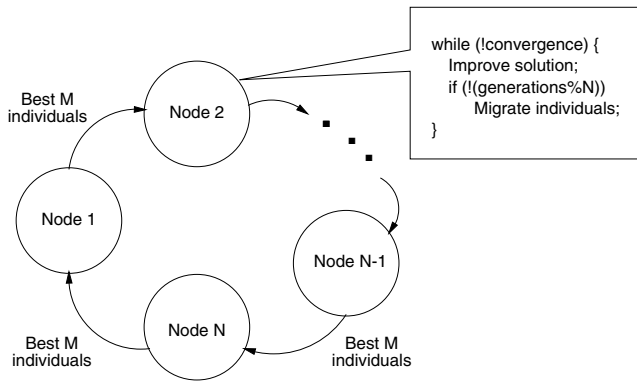 while (!convergence) {
Improve solution;
if (!(generations%N))
Migrate individuals;
}
Best M
individuals
Node 2
Node 1
Node N-1
Node N
Best M
individuals
Best M
individuals